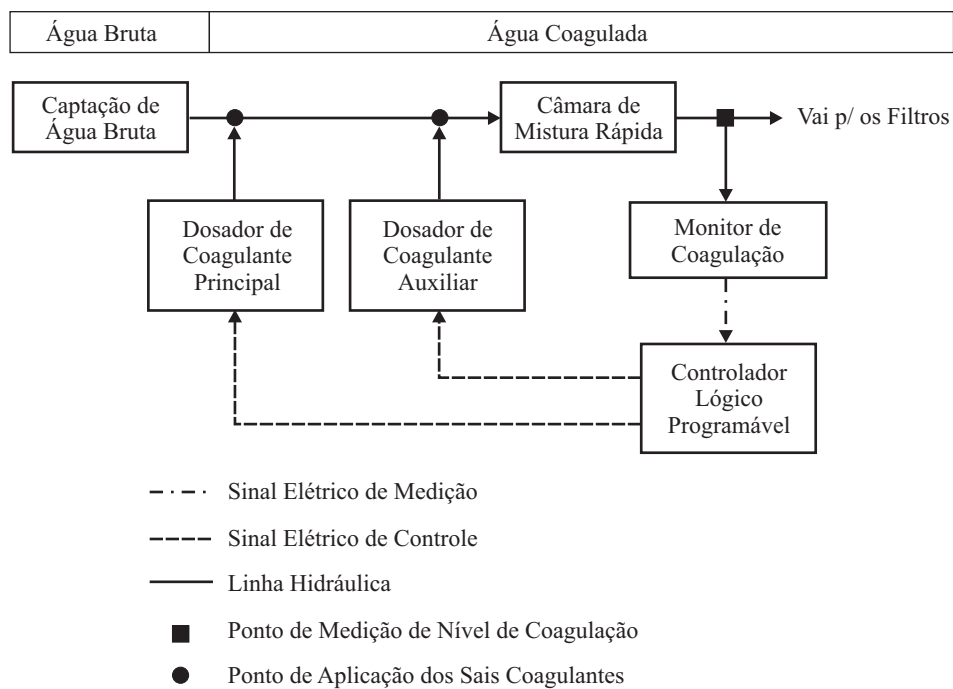 Água Bruta
Água Coagulada
Captação de
Água Bruta
Câmara de
Mistura Rápida
Vai p/ os Filtros
Dosador de
Coagulante
Principal
Dosador de
Coagulante
Auxiliar
Monitor de
Coagulação
Controlador
Lógico
Programável
Sinal Elétrico de Medição
Sinal Elétrico de Controle
Linha Hidráulica
Ponto de Medição de Nível de Coagulação
Ponto de Aplicação dos Sais Coagulantes